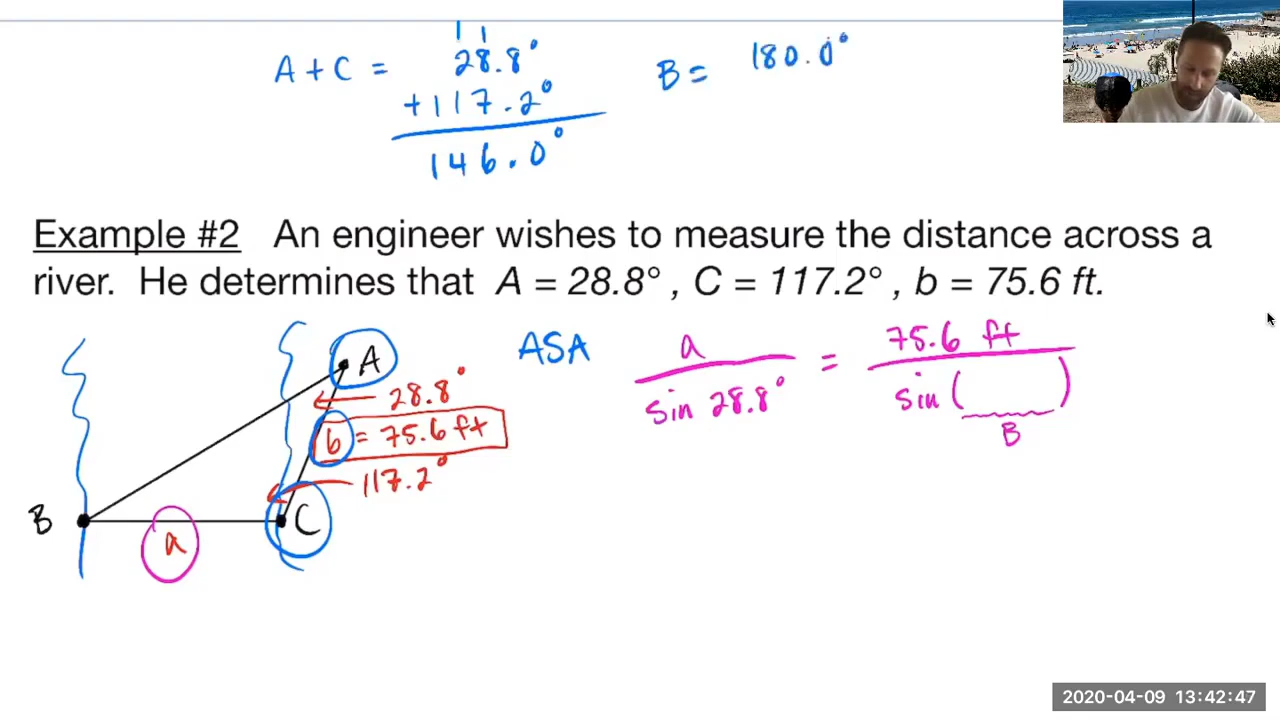 1 1
A + C = 28.8° B = 180.0°
+117.2°
146.0°
Example #2 An engineer wishes to measure the distance across a
river. He determines that A = 28.8° , C = 117.2° , b = 75.6 ft.
A
28.8°
b = 75.6 ft
117.2°
B
C
a
ASA
a = 75.6 ft
sin 28.8° sin ( )
B
2020-04-09 13:42:47